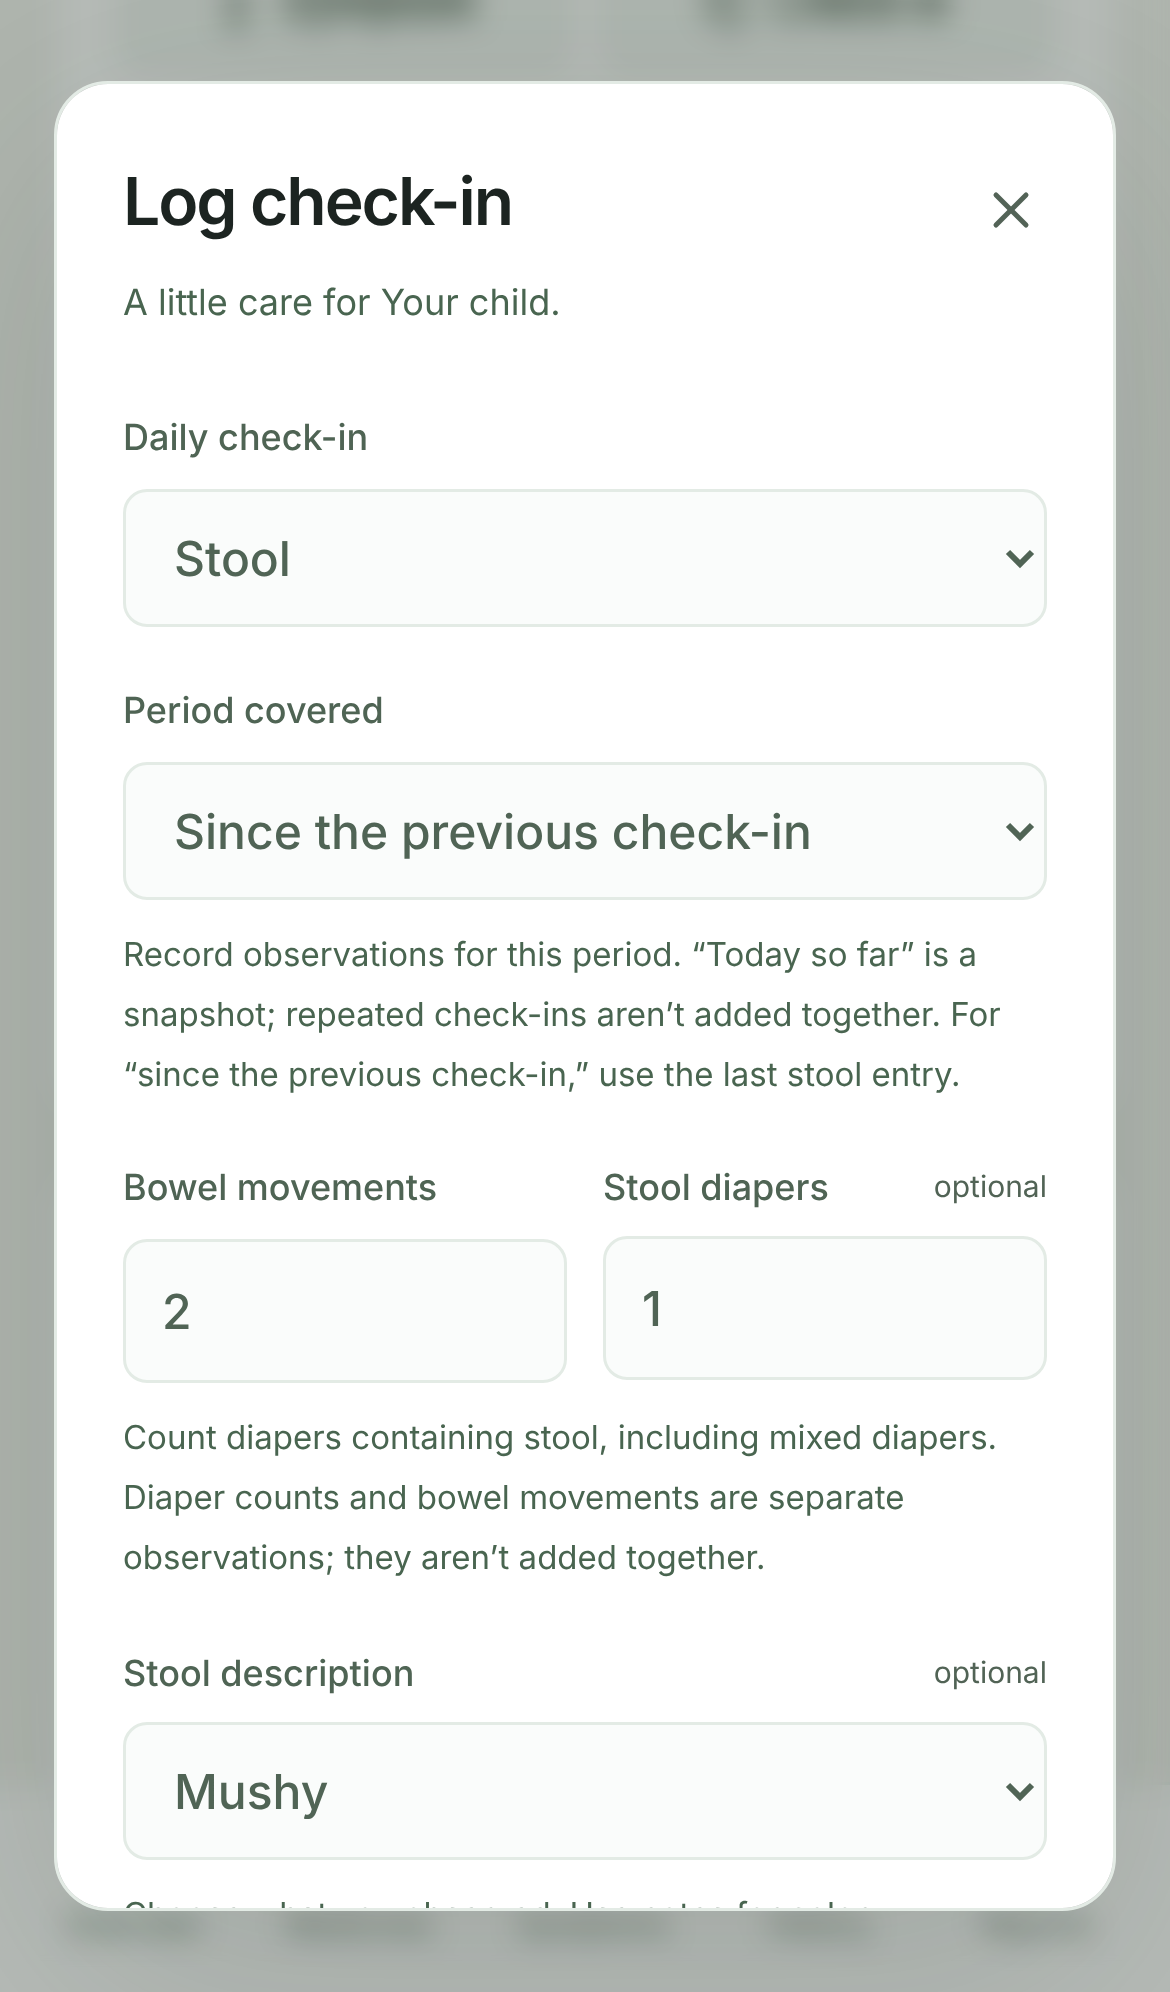 Log check-in
A little care for Your child.
Daily check-in
Stool
Period covered
Since the previous check-in
Record observations for this period. “Today so far” is a
snapshot; repeated check-ins aren’t added together. For
“since the previous check-in,” use the last stool entry.
Bowel movements
Stool diapers optional
2
1
Count diapers containing stool, including mixed diapers.
Diaper counts and bowel movements are separate
observations; they aren’t added together.
Stool description optional
Mushy